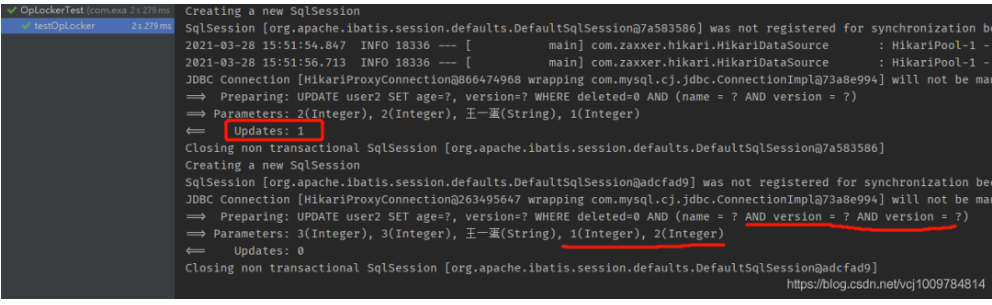 OpLockerTest (com.exa 2 s 279 ms
testOpLocker 2 s 279 ms
Creating a new SqlSession
SqlSession [org.apache.ibatis.session.defaults.DefaultSqlSession@7a583586] was not registered for synchronization be
2021-03-28 15:51:54.847  INFO 18336 --- [           main] com.zaxxer.hikari.HikariDataSource       : HikariPool-1 -
2021-03-28 15:51:56.713  INFO 18336 --- [           main] com.zaxxer.hikari.HikariDataSource       : HikariPool-1 -
JDBC Connection [HikariProxyConnection@866474968 wrapping com.mysql.cj.jdbc.ConnectionImpl@73a8e994] will not be man
==>  Preparing: UPDATE user2 SET age=?, version=? WHERE deleted=0 AND (name = ? AND version = ?)
==> Parameters: 2(Integer), 2(Integer), 王一蛋(String), 1(Integer)
<==    Updates: 1
Closing non transactional SqlSession [org.apache.ibatis.session.defaults.DefaultSqlSession@7a583586]
Creating a new SqlSession
SqlSession [org.apache.ibatis.session.defaults.DefaultSqlSession@adcfad9] was not registered for synchronization bec
JDBC Connection [HikariProxyConnection@263495647 wrapping com.mysql.cj.jdbc.ConnectionImpl@73a8e994] will not be man
==>  Preparing: UPDATE user2 SET age=?, version=? WHERE deleted=0 AND (name = ? AND version = ? AND version = ?)
==> Parameters: 3(Integer), 3(Integer), 王一蛋(String), 1(Integer), 2(Integer)
<==    Updates: 0
Closing non transactional SqlSession [org.apache.ibatis.session.defaults.DefaultSqlSession@adcfad9]
https://blog.csdn.net/vcj1009784814